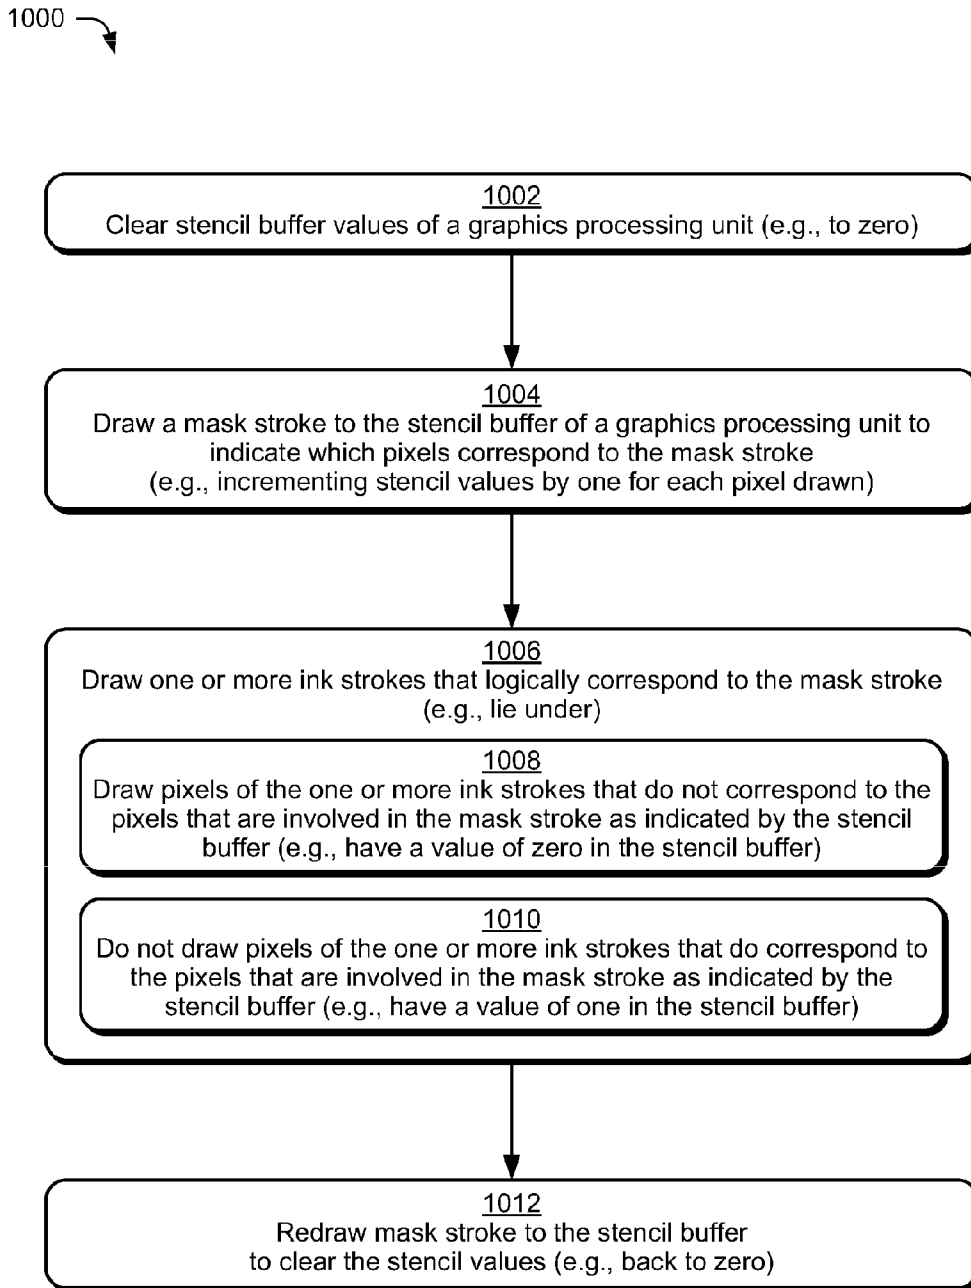 1000
1002
Clear stencil buffer values of a graphics processing unit (e.g., to zero)
1004
Draw a mask stroke to the stencil buffer of a graphics processing unit to
indicate which pixels correspond to the mask stroke
(e.g., incrementing stencil values by one for each pixel drawn)
1006
Draw one or more ink strokes that logically correspond to the mask stroke
(e.g., lie under)
1008
Draw pixels of the one or more ink strokes that do not correspond to the
pixels that are involved in the mask stroke as indicated by the stencil
buffer (e.g., have a value of zero in the stencil buffer)
1010
Do not draw pixels of the one or more ink strokes that do correspond to
the pixels that are involved in the mask stroke as indicated by the
stencil buffer (e.g., have a value of one in the stencil buffer)
1012
Redraw mask stroke to the stencil buffer
to clear the stencil values (e.g., back to zero)